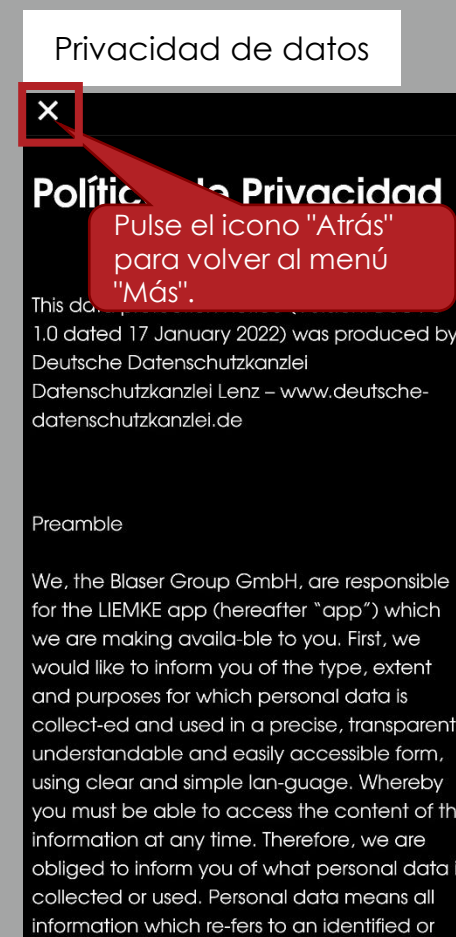 Privacidad de datos
×
Política de Privacidad
Pulse el icono "Atrás"
para volver al menú
"Más".
This
1.0 dated 17 January 2022) was produced by
Deutsche Datenschutzkanzlei
Datenschutzkanzlei Lenz – www.deutsche-
datenschutzkanzlei.de
Preamble
We, the Blaser Group GmbH, are responsible
for the LIEMKE app (hereafter “app”) which
we are making availa-ble to you. First, we
would like to inform you of the type, extent
and purposes for which personal data is
collect-ed and used in a precise, transparent
understandable and easily accessible form,
using clear and simple lan-guage. Whereby
you must be able to access the content of th
information at any time. Therefore, we are
obliged to inform you of what personal data i
collected or used. Personal data means all
information which re-fers to an identified or